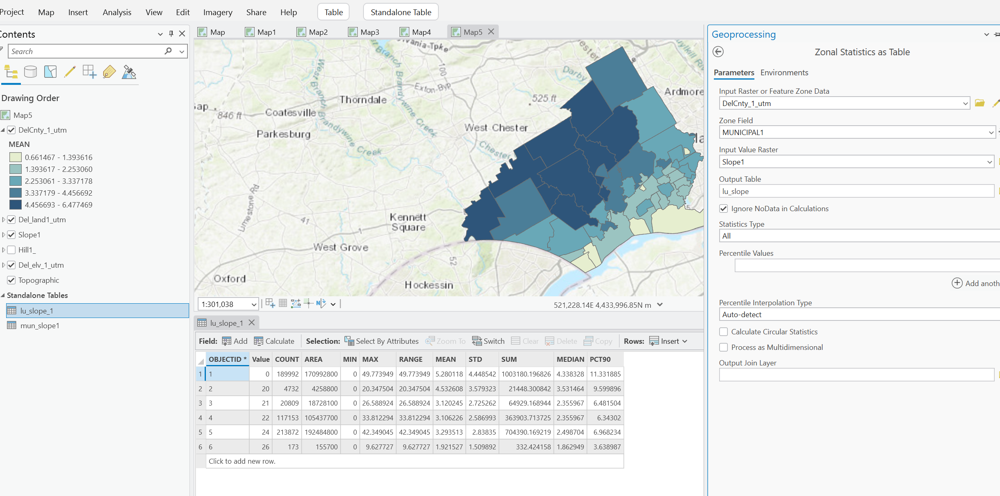 Project Map Insert Analysis View Edit Imagery Share Help Table Standalone Table
Contents
Search
Drawing Order
Map5
DelCnty_1_utm
MEAN
0.661467 - 1.393616
1.393617 - 2.253060
2.253061 - 3.337178
3.337179 - 4.456692
4.456693 - 6.477469
Del_land1_utm
Slope1
Hill1_
Del_elv_1_utm
Topographic
Standalone Tables
lu_slope_1
mun_slope1
Map Map1 Map2 Map3 Map4 Map5
vania-Tpke
Branch
West Branch Brandywine Creek
Branch Brandywine Creek
100
Exton-Byp
Darby
Ardmore
Thorndale
525 ft
846 ft
Coatesville
West Chester
Parkesburg
Chester
Creek
Limestone Rd
41
1
Kennett
Square
West Grove
52
Oxford
Hockessin
1:301,038
521,228.14E 4,433,996.85N m
lu_slope_1
Field: Add Calculate Selection: Select By Attributes Zoom To Switch Clear Delete Copy Rows: Insert
OBJECTID * Value COUNT AREA MIN MAX RANGE MEAN STD SUM MEDIAN PCT90
1 1 0 189992 170992800 0 49.773949 49.773949 5.280118 4.448542 1003180.196826 4.338328 11.331885
2 2 20 4732 4258800 0 20.347504 20.347504 4.532608 3.579323 21448.300842 3.531464 9.599896
3 3 21 20809 18728100 0 26.588924 26.588924 3.120245 2.725262 64929.168944 2.355967 6.481504
4 4 22 117153 105437700 0 33.812294 33.812294 3.106226 2.586993 363903.713725 2.355967 6.34302
5 5 24 213872 192484800 0 42.349045 42.349045 3.293513 2.83835 704390.169219 2.498704 6.968234
6 6 26 173 155700 0 9.627727 9.627727 1.921527 1.509892 332.424158 1.862949 3.638987
Click to add new row.
Geoprocessing
Zonal Statistics as Table
Parameters Environments
Input Raster or Feature Zone Data
DelCnty_1_utm
Zone Field
MUNICIPAL1
Input Value Raster
Slope1
Output Table
lu_slope
Ignore NoData in Calculations
Statistics Type
All
Percentile Values
Add anoth
Percentile Interpolation Type
Auto-detect
Calculate Circular Statistics
Process as Multidimensional
Output Join Layer